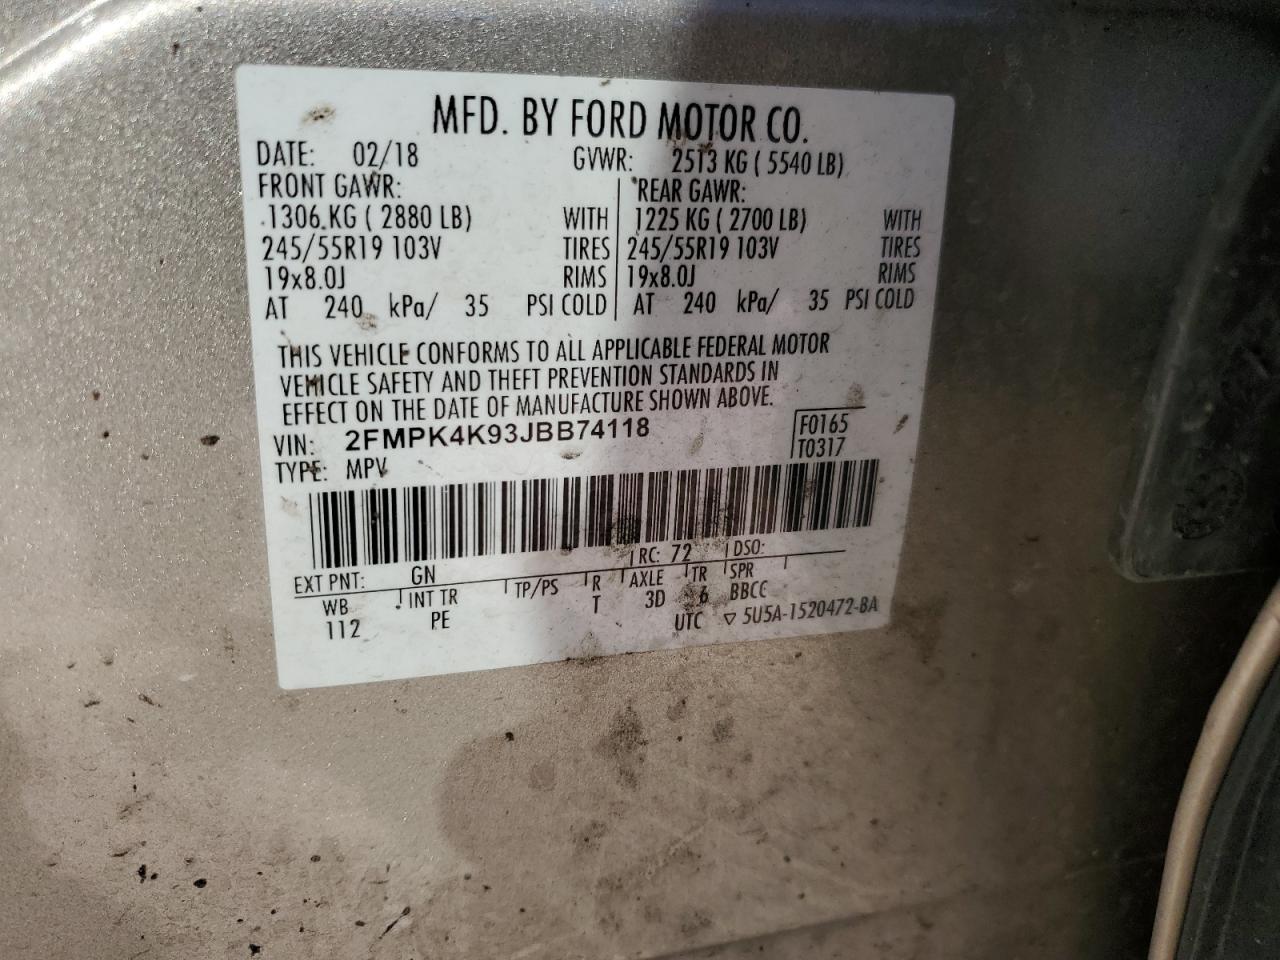 MFD. BY FORD MOTOR CO.
DATE: 02/18 GVWR: 2513 KG ( 5540 LB)
FRONT GAWR: REAR GAWR:
1306 KG ( 2880 LB) WITH 1225 KG ( 2700 LB) WITH
245/55R19 103V TIRES 245/55R19 103V TIRES
19x8.0J RIMS 19x8.0J RIMS
AT 240 kPa/ 35 PSI COLD AT 240 kPa/ 35 PSI COLD
THIS VEHICLE CONFORMS TO ALL APPLICABLE FEDERAL MOTOR
VEHICLE SAFETY AND THEFT PREVENTION STANDARDS IN
EFFECT ON THE DATE OF MANUFACTURE SHOWN ABOVE.
VIN: 2FMPK4K93JBB74118 F0165
TYPE: MPV T0317
EXT PNT: GN RC: 72 DSO:
WB INT TR TP/PS R AXLE TR SPR
112 PE T 3D 6 BBCC
UTC ▽ 5U5A-1520472-BA